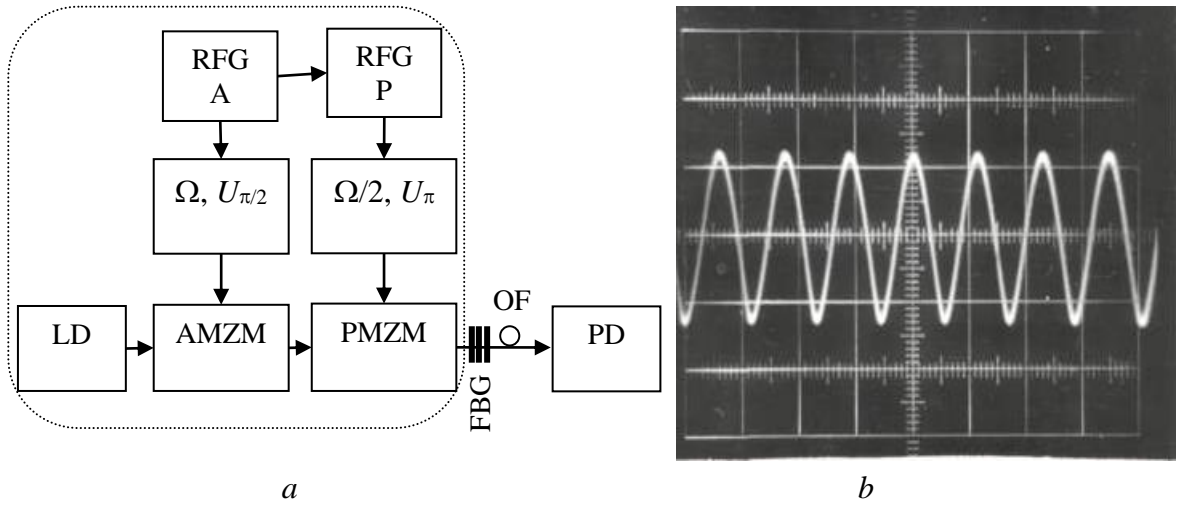 RFG
A
RFG
P
Ω, Uπ/2
Ω/2, Uπ
LD
AMZM
PMZM
FBG
OF
PD
a
b